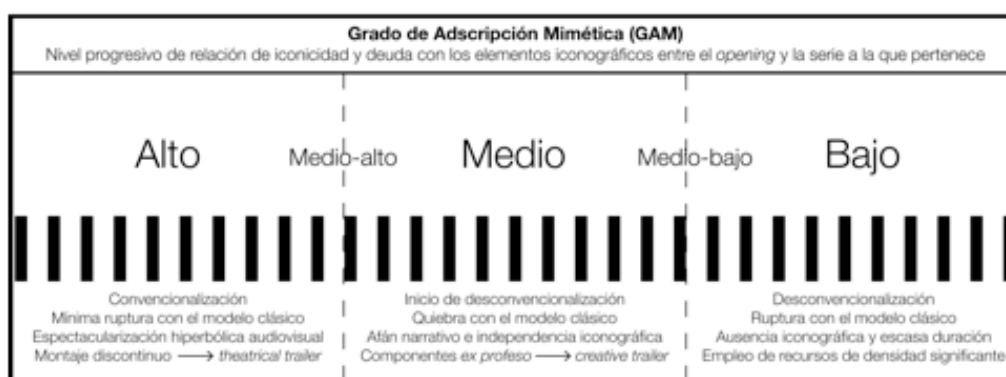 Grado de Adscripción Mimética (GAM)
Nivel progresivo de relación de iconicidad y deuda con los elementos iconográficos entre el opening y la serie a la que pertenece
Alto
Medio-alto
Medio
Medio-bajo
Bajo
Convencionalización
Mínima ruptura con el modelo clásico
Espectacularización hiperbólica audiovisual
Montaje discontinuo ⟶ theatrical trailer
Inicio de desconvencionalización
Quiebra con el modelo clásico
Afán narrativo e independencia iconográfica
Componentes ex profeso ⟶ creative trailer
Desconvencionalización
Ruptura con el modelo clásico
Ausencia iconográfica y escasa duración
Empleo de recursos de densidad significante